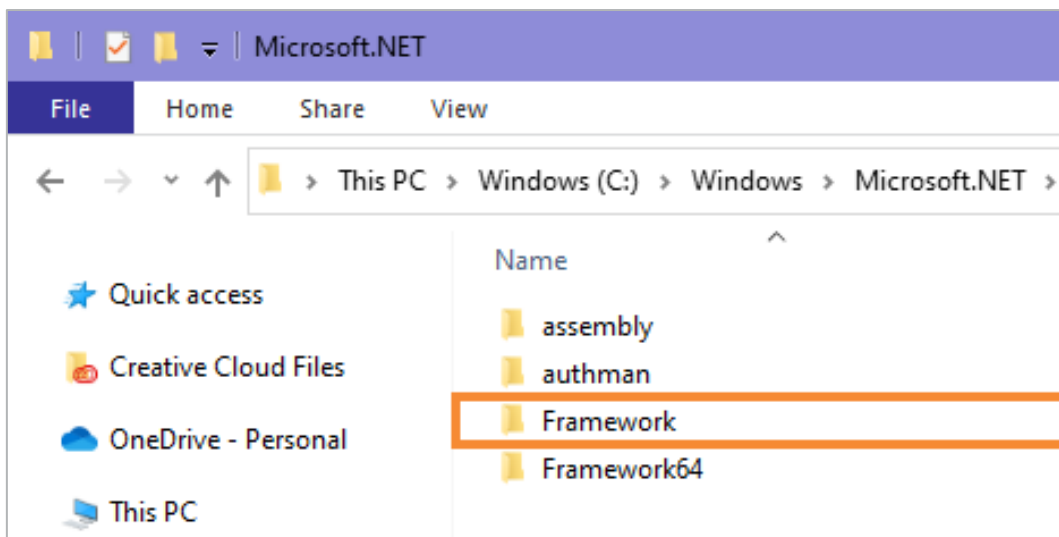 Microsoft.NET
File Home Share View
This PC > Windows (C:) > Windows > Microsoft.NET >
Name
Quick access
assembly
Creative Cloud Files
authman
Framework
OneDrive - Personal
Framework64
This PC